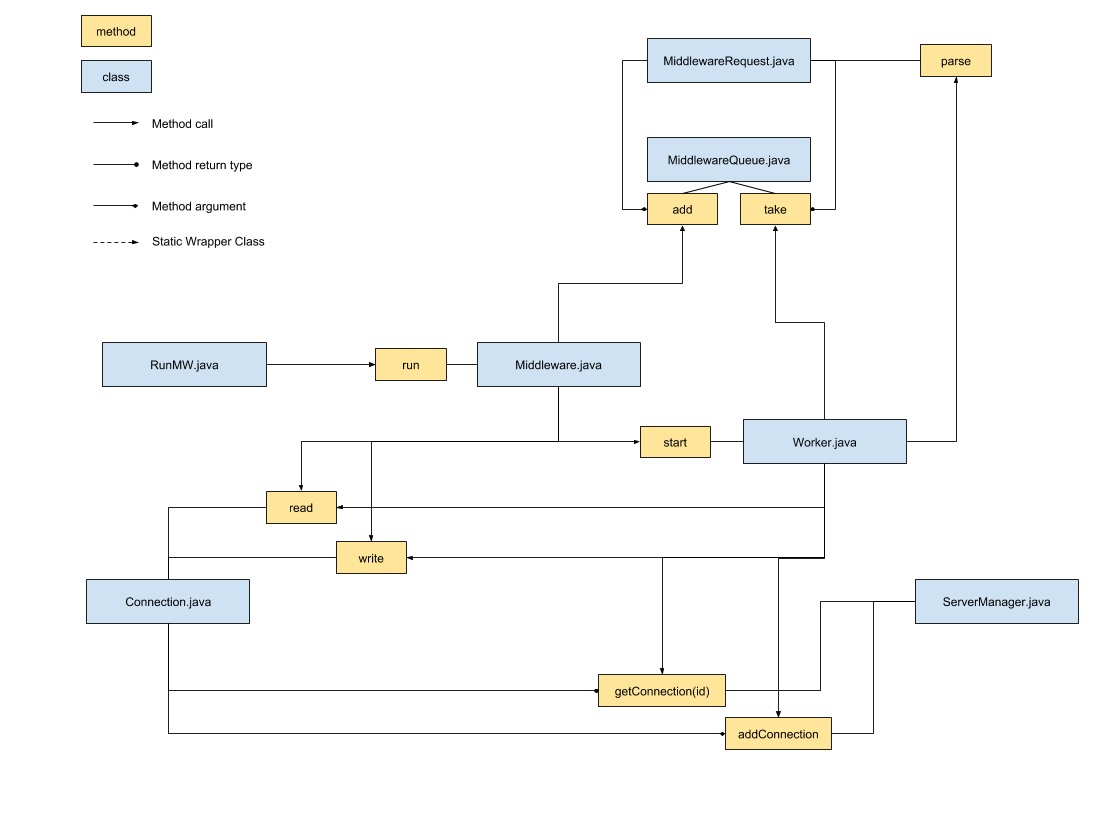 method
class
Method call
Method return type
Method argument
Static Wrapper Class
MiddlewareRequest.java
parse
MiddlewareQueue.java
add
take
RunMW.java
run
Middleware.java
start
Worker.java
read
write
Connection.java
ServerManager.java
getConnection(id)
addConnection